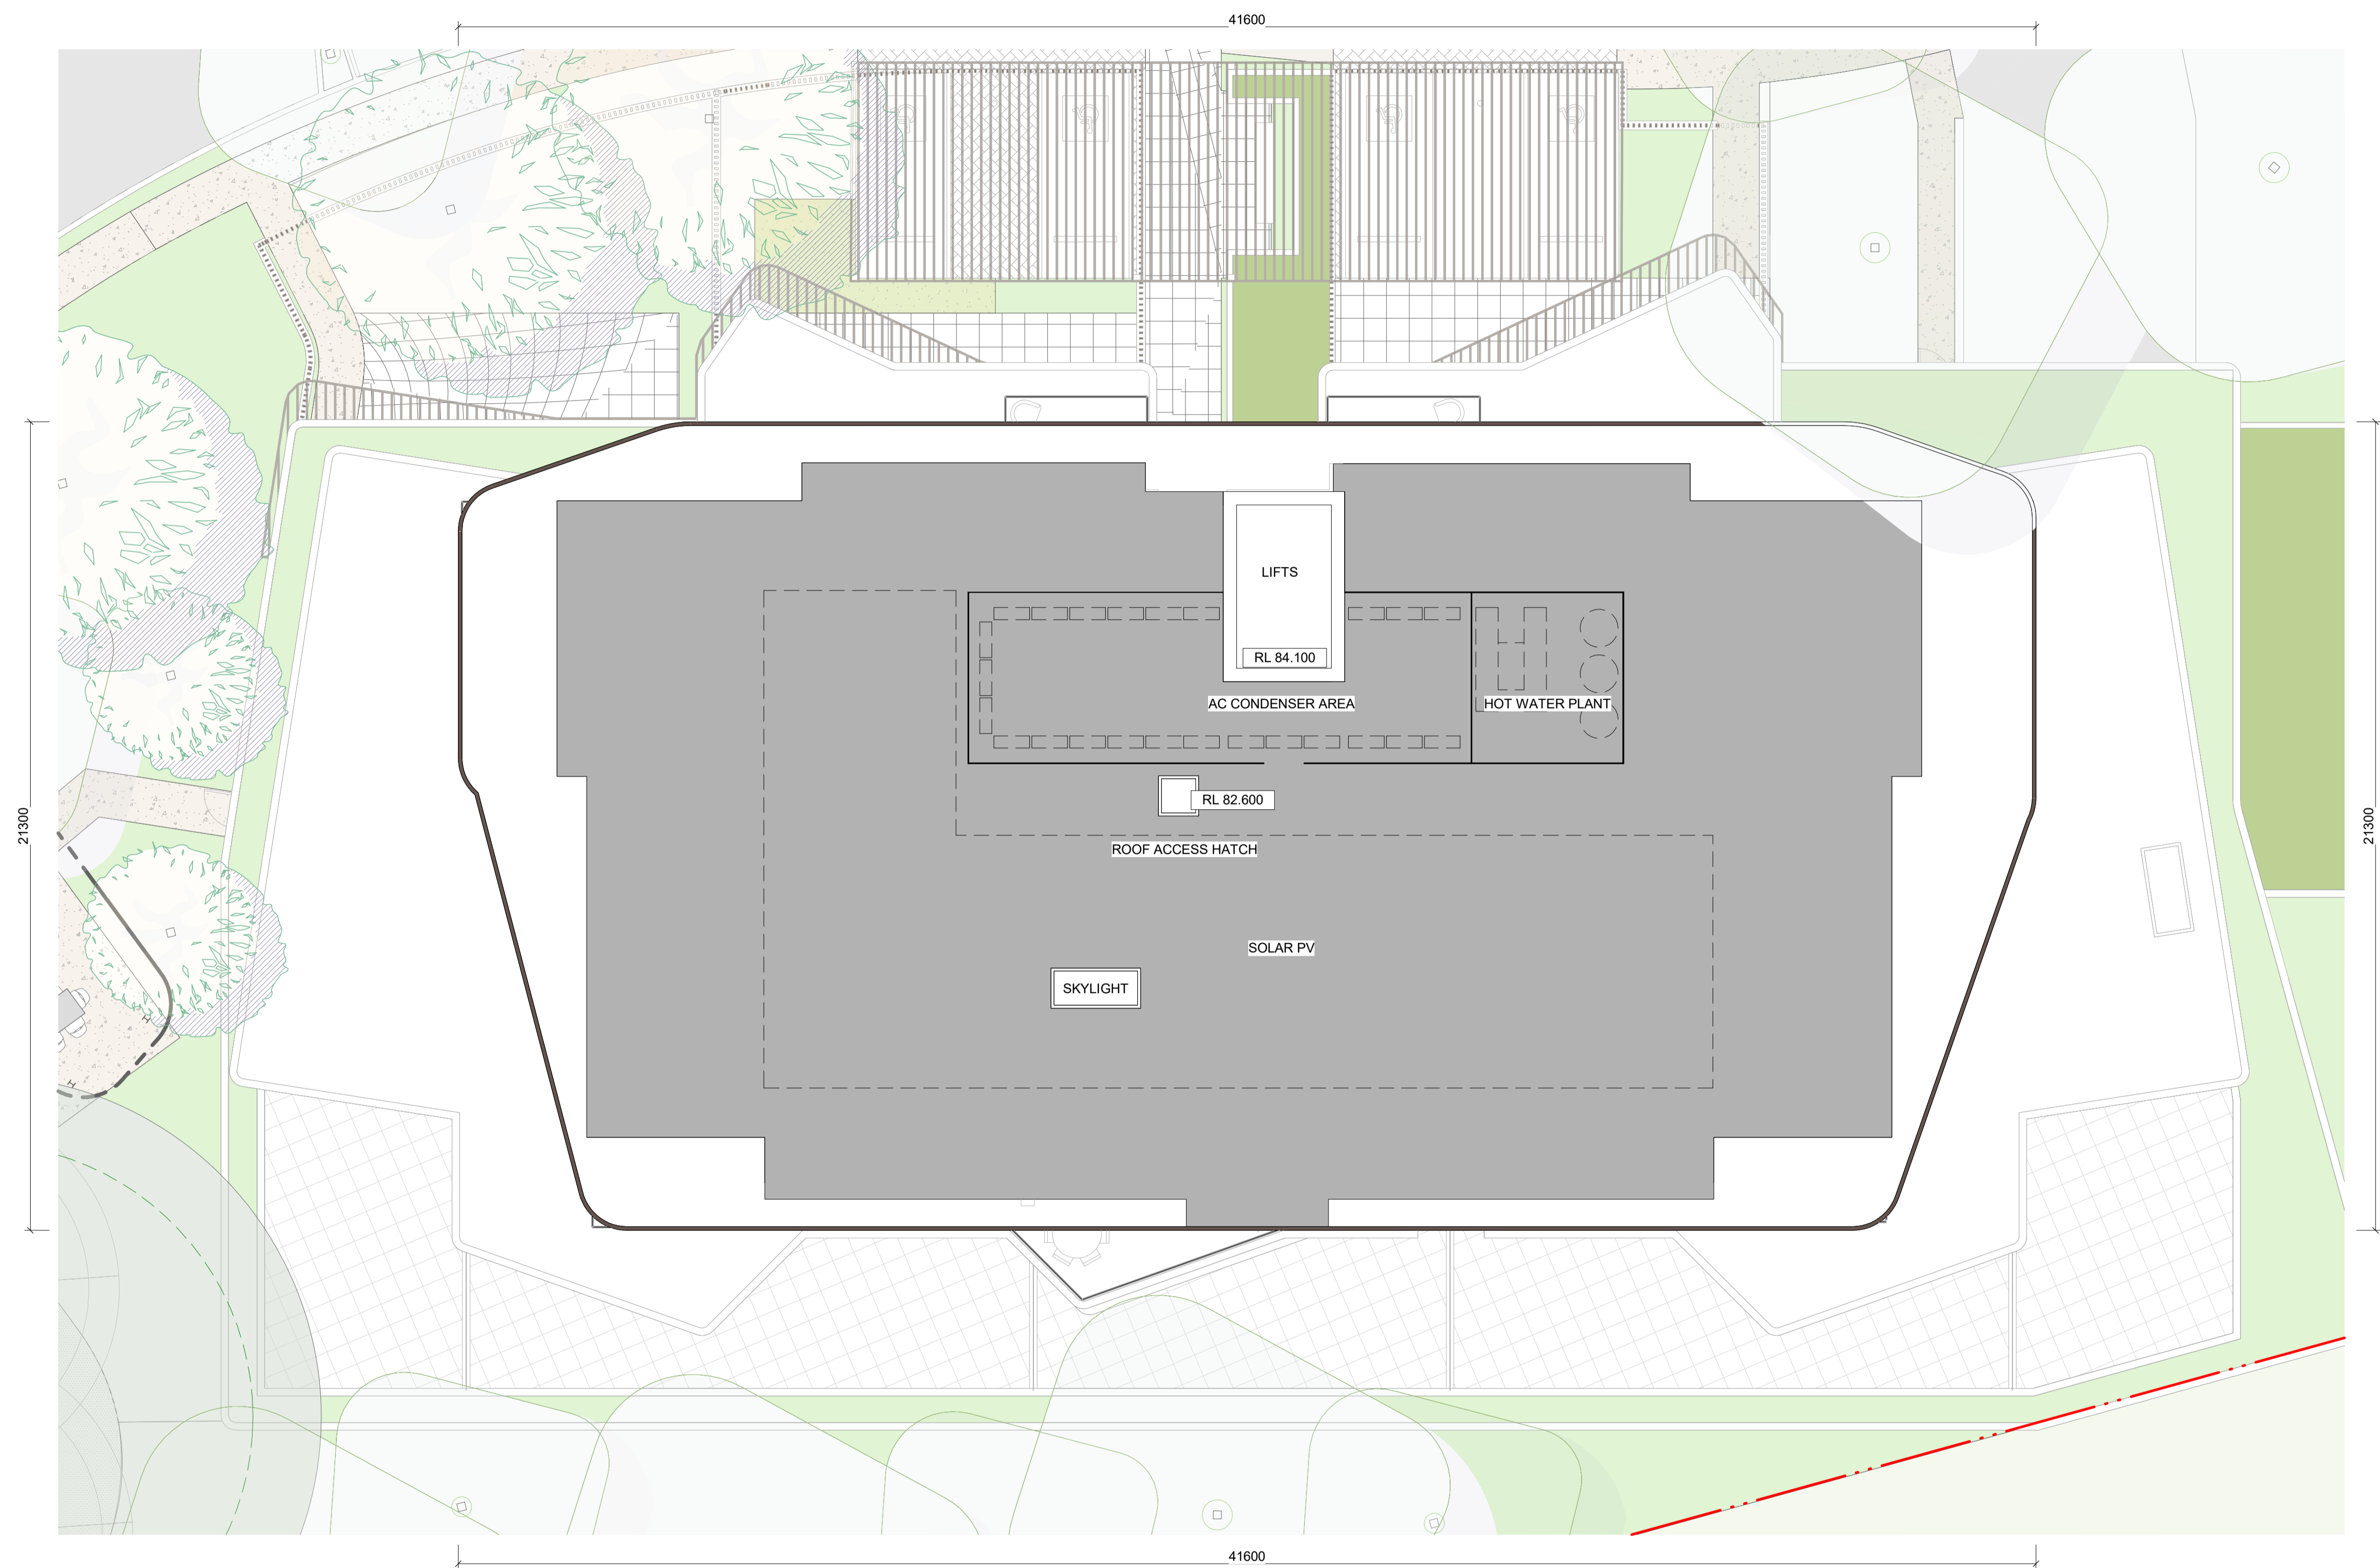 41600
LIFTS
RL 84.100
AC CONDENSER AREA
HOT WATER PLANT
RL 82.600
21300
21300
ROOF ACCESS HATCH
SOLAR PV
SKYLIGHT
H
H
41600